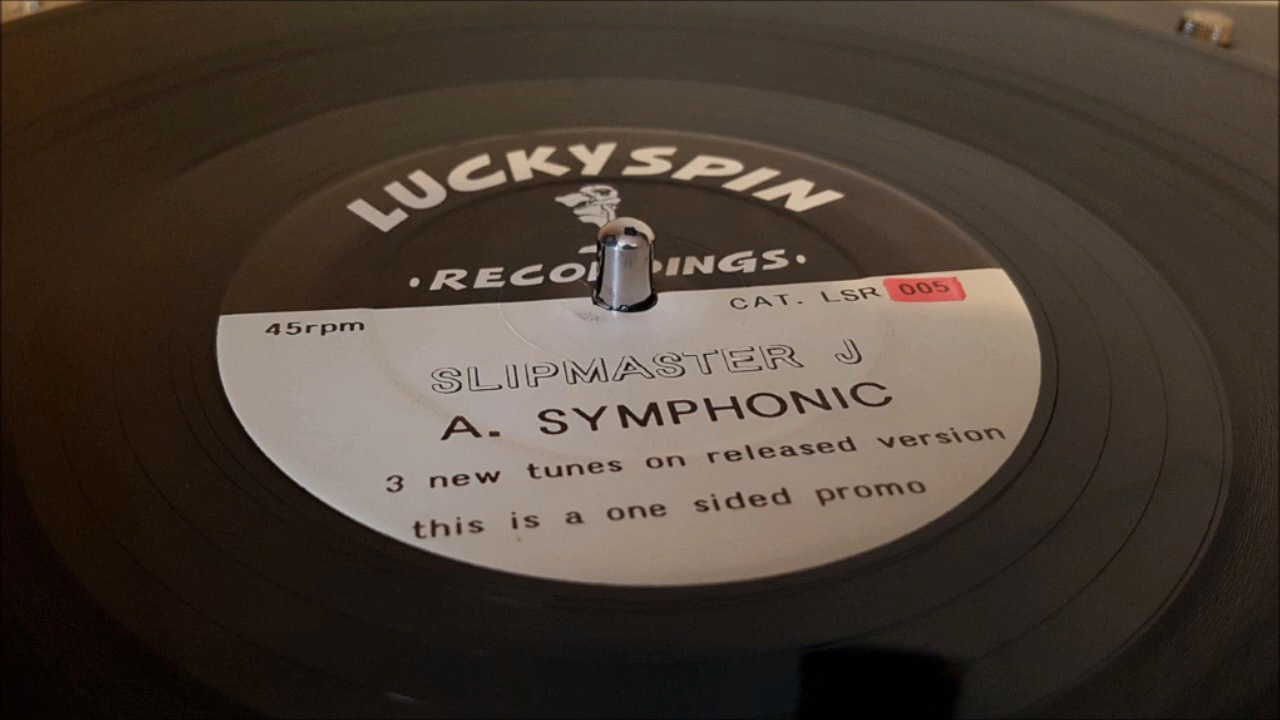 LUCKYSPIN
•RECORDINGS•
CAT. LSR 005
45rpm
SLIPMASTER J
A. SYMPHONIC
3 new tunes on released version
this is a one sided promo